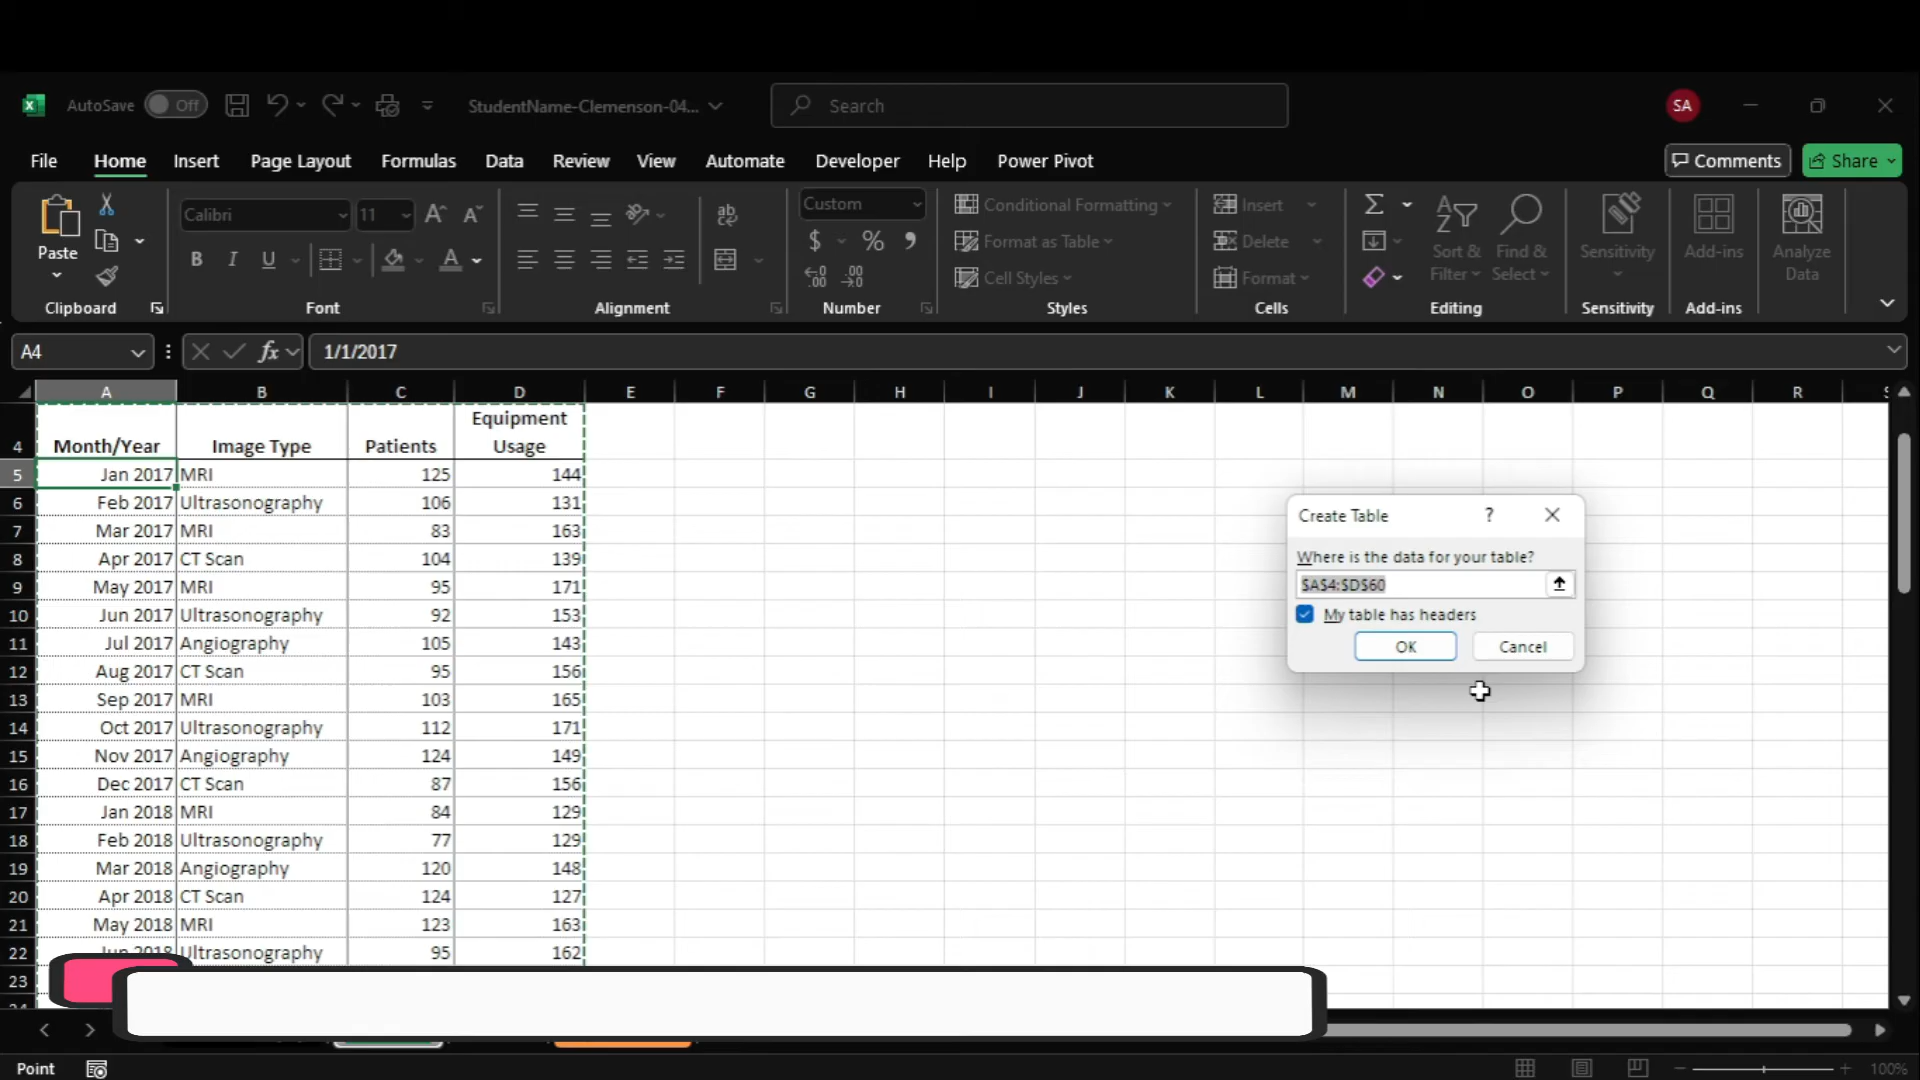 AutoSave Off StudentName-Clemenson-04... Search SA
File Home Insert Page Layout Formulas Data Review View Automate Developer Help Power Pivot Comments Share
Calibri 11 Custom Conditional Formatting Insert Σ
Paste B I U $ % Format as Table Delete Sort & Filter Find & Select Sensitivity Add-ins Analyze Data
Cell Styles Format
Clipboard Font Alignment Number Styles Cells Editing Sensitivity Add-ins
A4 fx 1/1/2017
A B C D E F G H I J K L M N O P Q R
4 Month/Year Image Type Patients Equipment Usage
5 Jan 2017 MRI 125 144
6 Feb 2017 Ultrasonography 106 131
7 Mar 2017 MRI 83 163
8 Apr 2017 CT Scan 104 139
9 May 2017 MRI 95 171
10 Jun 2017 Ultrasonography 92 153
11 Jul 2017 Angiography 105 143
12 Aug 2017 CT Scan 95 156
13 Sep 2017 MRI 103 165
14 Oct 2017 Ultrasonography 112 171
15 Nov 2017 Angiography 124 149
16 Dec 2017 CT Scan 87 156
17 Jan 2018 MRI 84 129
18 Feb 2018 Ultrasonography 77 129
19 Mar 2018 Angiography 120 148
20 Apr 2018 CT Scan 124 127
21 May 2018 MRI 123 163
22 Jun 2018 Ultrasonography 95 162
23
Create Table ?
Where is the data for your table?
$A$4:$D$60
My table has headers
OK Cancel
Point 100%